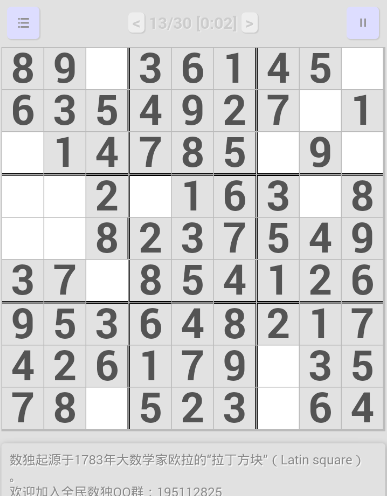 < 13/30 [0:02] >
8 9 3 6 1 4 5
6 3 5 4 9 2 7 1
1 4 7 8 5 9
2 1 6 3 8
8 2 3 7 5 4 9
3 7 8 5 4 1 2 6
9 5 3 6 4 8 2 1 7
4 2 6 1 7 9 3 5
7 8 5 2 3 6 4
数独起源于1783年大数学家欧拉的"拉丁方块"（Latin square）
。
欢迎加入全民数独QQ群：195112825